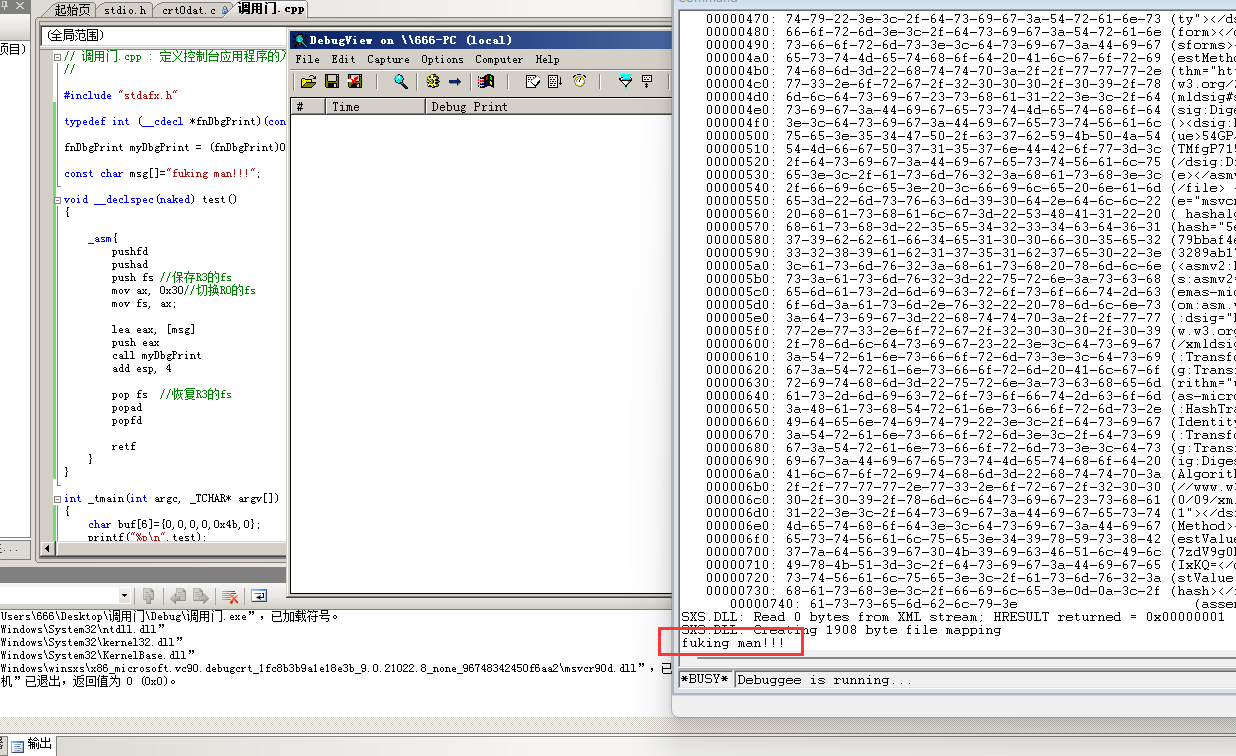 Command
起始页 stdio.h crt0dat.c 调用门.cpp
项目)
(全局范围)
// 调用门.cpp : 定义控制台应用程序的入
//
#include "stdafx.h"
typedef int (__cdecl *fnDbgPrint)(con
fnDbgPrint myDbgPrint = (fnDbgPrint)0
const char msg[]="fuking man!!!";
void __declspec(naked) test()
{
_asm{
pushfd
pushad
push fs //保存R3的fs
mov ax, 0x30//切换R0的fs
mov fs, ax;
lea eax, [msg]
push eax
call myDbgPrint
add esp, 4
pop fs //恢复R3的fs
popad
popfd
retf
}
}
int _tmain(int argc, _TCHAR* argv[])
{
char buf[6]={0,0,0,0,0x4b,0};
printf("%p\n",test);
DebugView on \\666-PC (local)
File Edit Capture Options Computer Help
# Time Debug Print
00000470: 74-79-22-3e-3c-2f-64-73-69-67-3a-54-72-61-6e-73 (ty"></ds
00000480: 66-6f-72-6d-3e-3c-2f-64-73-69-67-3a-54-72-61-6e (form></d
00000490: 73-66-6f-72-6d-73-3e-3c-64-73-69-67-3a-44-69-67 (sforms><
000004a0: 65-73-74-4d-65-74-68-6f-64-20-41-6c-67-6f-72-69 (estMetho
000004b0: 74-68-6d-3d-22-68-74-74-70-3a-2f-2f-77-77-77-2e (thm="htt
000004c0: 77-33-2e-6f-72-67-2f-32-30-30-30-2f-30-39-2f-78 (w3.org/2
000004d0: 6d-6c-64-73-69-67-23-73-68-61-31-22-3e-3c-2f-64 (mldsig#s
000004e0: 73-69-67-3a-44-69-67-65-73-74-4d-65-74-68-6f-64 (sig:Dige
000004f0: 3e-3c-64-73-69-67-3a-44-69-67-65-73-74-56-61-6c (><dsig:D
00000500: 75-65-3e-35-34-47-50-2f-63-37-62-59-4b-50-4a-54 (ue>54GP/
00000510: 54-4d-66-67-50-37-31-35-37-6e-44-42-6f-77-3d-3c (TMfgP715
00000520: 2f-64-73-69-67-3a-44-69-67-65-73-74-56-61-6c-75 (/dsig:Di
00000530: 65-3e-3c-2f-61-73-6d-76-32-3a-68-61-73-68-3e-3c (e></asmv
00000540: 2f-66-69-6c-65-3e-20-3c-66-69-6c-65-20-6e-61-6d (/file> <
00000550: 65-3d-22-6d-73-76-63-6d-39-30-64-2e-64-6c-6c-22 (e="msvcm
00000560: 20-68-61-73-68-61-6c-67-3d-22-53-48-41-31-22-20 ( hashalg
00000570: 68-61-73-68-3d-22-35-65-34-32-33-34-63-64-36-31 (hash="5e
00000580: 37-39-62-62-61-66-34-65-31-30-30-66-30-35-65-32 (79bbaf4e
00000590: 33-32-38-39-61-62-31-37-35-31-62-37-65-30-22-3e (3289ab17
000005a0: 3c-61-73-6d-76-32-3a-68-61-73-68-20-78-6d-6c-6e (<asmv2:h
000005b0: 73-3a-61-73-6d-76-32-3d-22-75-72-6e-3a-73-63-68 (s:asmv2=
000005c0: 65-6d-61-73-2d-6d-69-63-72-6f-73-6f-66-74-2d-63 (emas-mic
000005d0: 6f-6d-3a-61-73-6d-2e-76-32-22-20-78-6d-6c-6e-73 (om:asm.v
000005e0: 3a-64-73-69-67-3d-22-68-74-74-70-3a-2f-2f-77-77 (:dsig="h
000005f0: 77-2e-77-33-2e-6f-72-67-2f-32-30-30-30-2f-30-39 (w.w3.org
00000600: 2f-78-6d-6c-64-73-69-67-23-22-3e-3c-64-73-69-67 (/xmldsig
00000610: 3a-54-72-61-6e-73-66-6f-72-6d-73-3e-3c-64-73-69 (:Transfo
00000620: 67-3a-54-72-61-6e-73-66-6f-72-6d-20-41-6c-67-6f (g:Transf
00000630: 72-69-74-68-6d-3d-22-75-72-6e-3a-73-63-68-65-6d (rithm="u
00000640: 61-73-2d-6d-69-63-72-6f-73-6f-66-74-2d-63-6f-6d (as-micro
00000650: 3a-48-61-73-68-54-72-61-6e-73-66-6f-72-6d-73-2e (:HashTra
00000660: 49-64-65-6e-74-69-74-79-22-3e-3c-2f-64-73-69-67 (Identity
00000670: 3a-54-72-61-6e-73-66-6f-72-6d-3e-3c-2f-64-73-69 (:Transfo
00000680: 67-3a-54-72-61-6e-73-66-6f-72-6d-73-3e-3c-64-73 (g:Transf
00000690: 69-67-3a-44-69-67-65-73-74-4d-65-74-68-6f-64-20 (ig:Diges
000006a0: 41-6c-67-6f-72-69-74-68-6d-3d-22-68-74-74-70-3a (Algorith
000006b0: 2f-2f-77-77-77-2e-77-33-2e-6f-72-67-2f-32-30-30 (//www.w3
000006c0: 30-2f-30-39-2f-78-6d-6c-64-73-69-67-23-73-68-61 (0/09/xm
000006d0: 31-22-3e-3c-2f-64-73-69-67-3a-44-69-67-65-73-74 (1"></dsi
000006e0: 4d-65-74-68-6f-64-3e-3c-64-73-69-67-3a-44-69-67 (Method><
000006f0: 65-73-74-56-61-6c-75-65-3e-34-39-78-59-73-38-42 (estValue
00000700: 37-7a-64-56-39-67-30-4b-39-69-63-46-51-6c-49-6c (7zdV9g0K
00000710: 49-78-4b-51-3d-3c-2f-64-73-69-67-3a-44-69-67-65 (IxKQ=</d
00000720: 73-74-56-61-6c-75-65-3e-3c-2f-61-73-6d-76-32-3a (stValue>
00000730: 68-61-73-68-3e-3c-2f-66-69-6c-65-3e-0d-0a-3c-2f (hash></f
00000740: 61-73-73-65-6d-62-6c-79-3e (assem
SXS.DLL: Read 0 bytes from XML stream; HRESULT returned = 0x00000001
SXS.DLL: Creating 1908 byte file mapping
fuking man!!!
*BUSY* Debuggee is running...
Users\666\Desktop\调用门\Debug\调用门.exe”，已加载符号。
Windows\System32\ntdll.dll”
Windows\System32\kernel32.dll”
Windows\System32\KernelBase.dll”
Windows\winsxs\x86_microsoft.vc90.debugcrt_1fc8b3b9a1e18e3b_9.0.21022.8_none_96748342450f6aa2\msvcr90d.dll”，已
机”已退出，返回值为 0 (0x0)。
输出